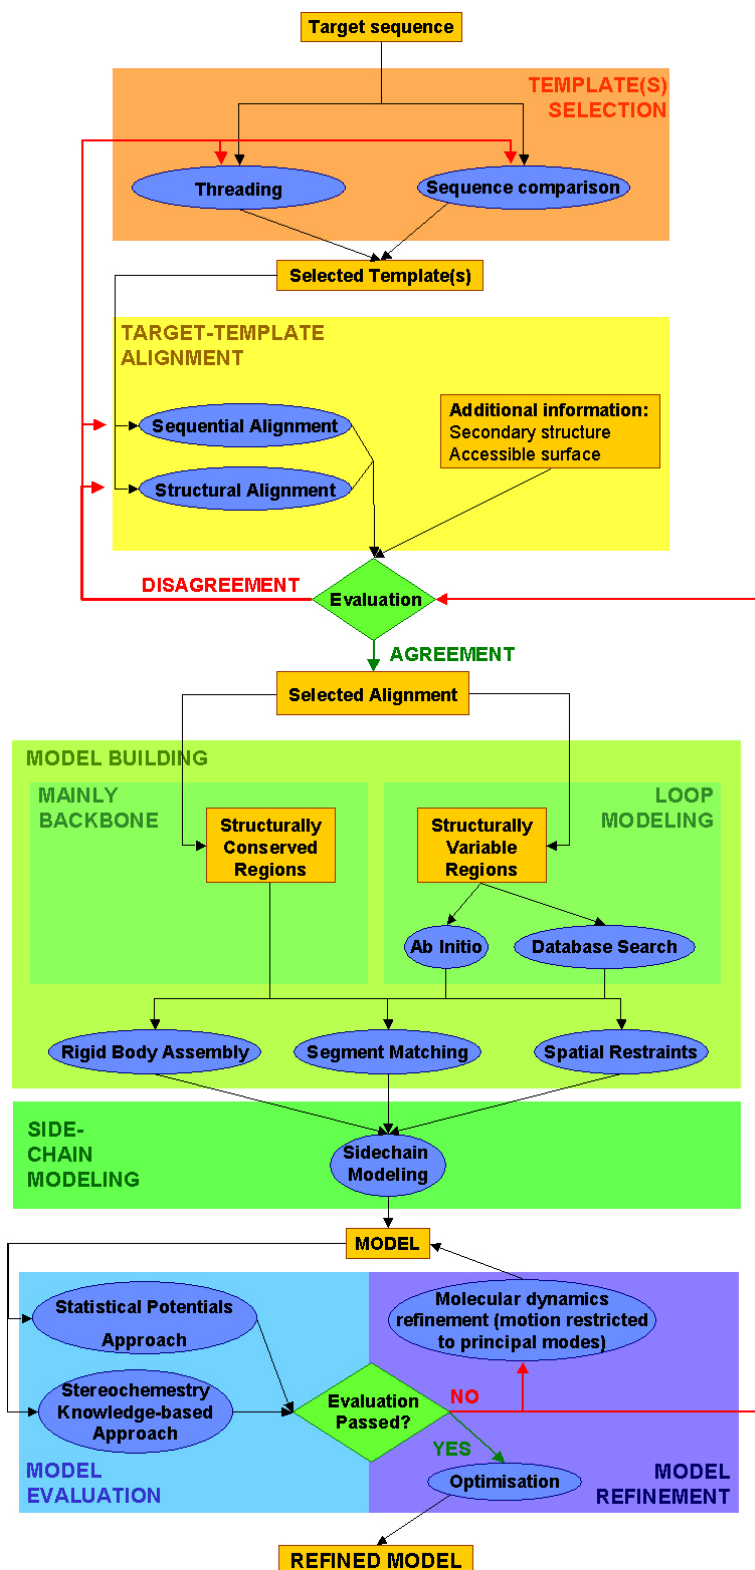 Target sequence
TEMPLATE(S)
SELECTION
Threading
Sequence comparison
Selected Template(s)
TARGET-TEMPLATE
ALIGNMENT
Additional information:
Secondary structure
Accessible surface
Sequential Alignment
Structural Alignment
DISAGREEMENT
Evaluation
AGREEMENT
Selected Alignment
MODEL BUILDING
MAINLY
BACKBONE
LOOP
MODELING
Structurally
Conserved
Regions
Structurally
Variable
Regions
Ab Initio
Database Search
Rigid Body Assembly
Segment Matching
Spatial Restraints
SIDE-
CHAIN
MODELING
Sidechain
Modeling
MODEL
Statistical Potentials
Approach
Molecular dynamics
refinement (motion restricted
to principal modes)
Stereochemestry
Knowledge-based
Approach
Evaluation
Passed?
NO
YES
MODEL
EVALUATION
Optimisation
MODEL
REFINEMENT
REFINED MODEL